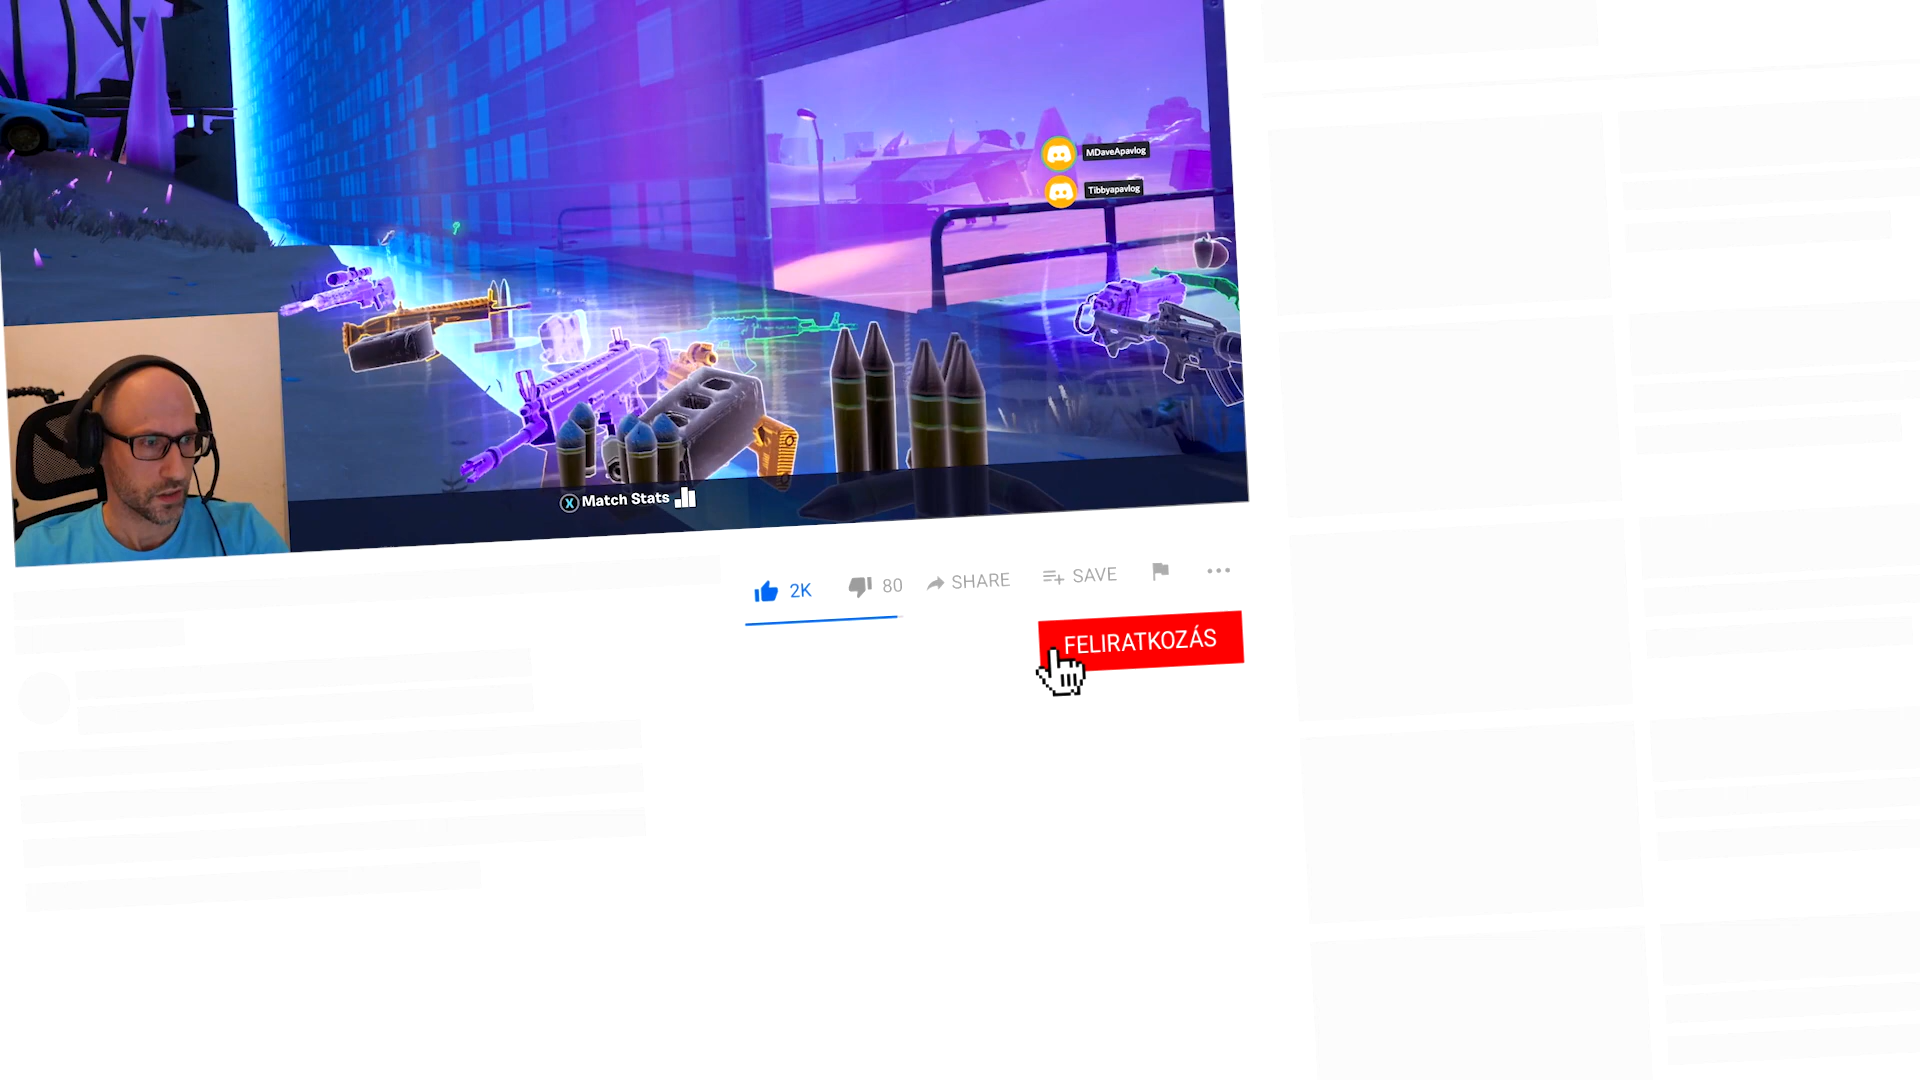 MDaveApavlog
Tibbyapavlog
X Match Stats
2K 80 SHARE SAVE
FELIRATKOZÁS